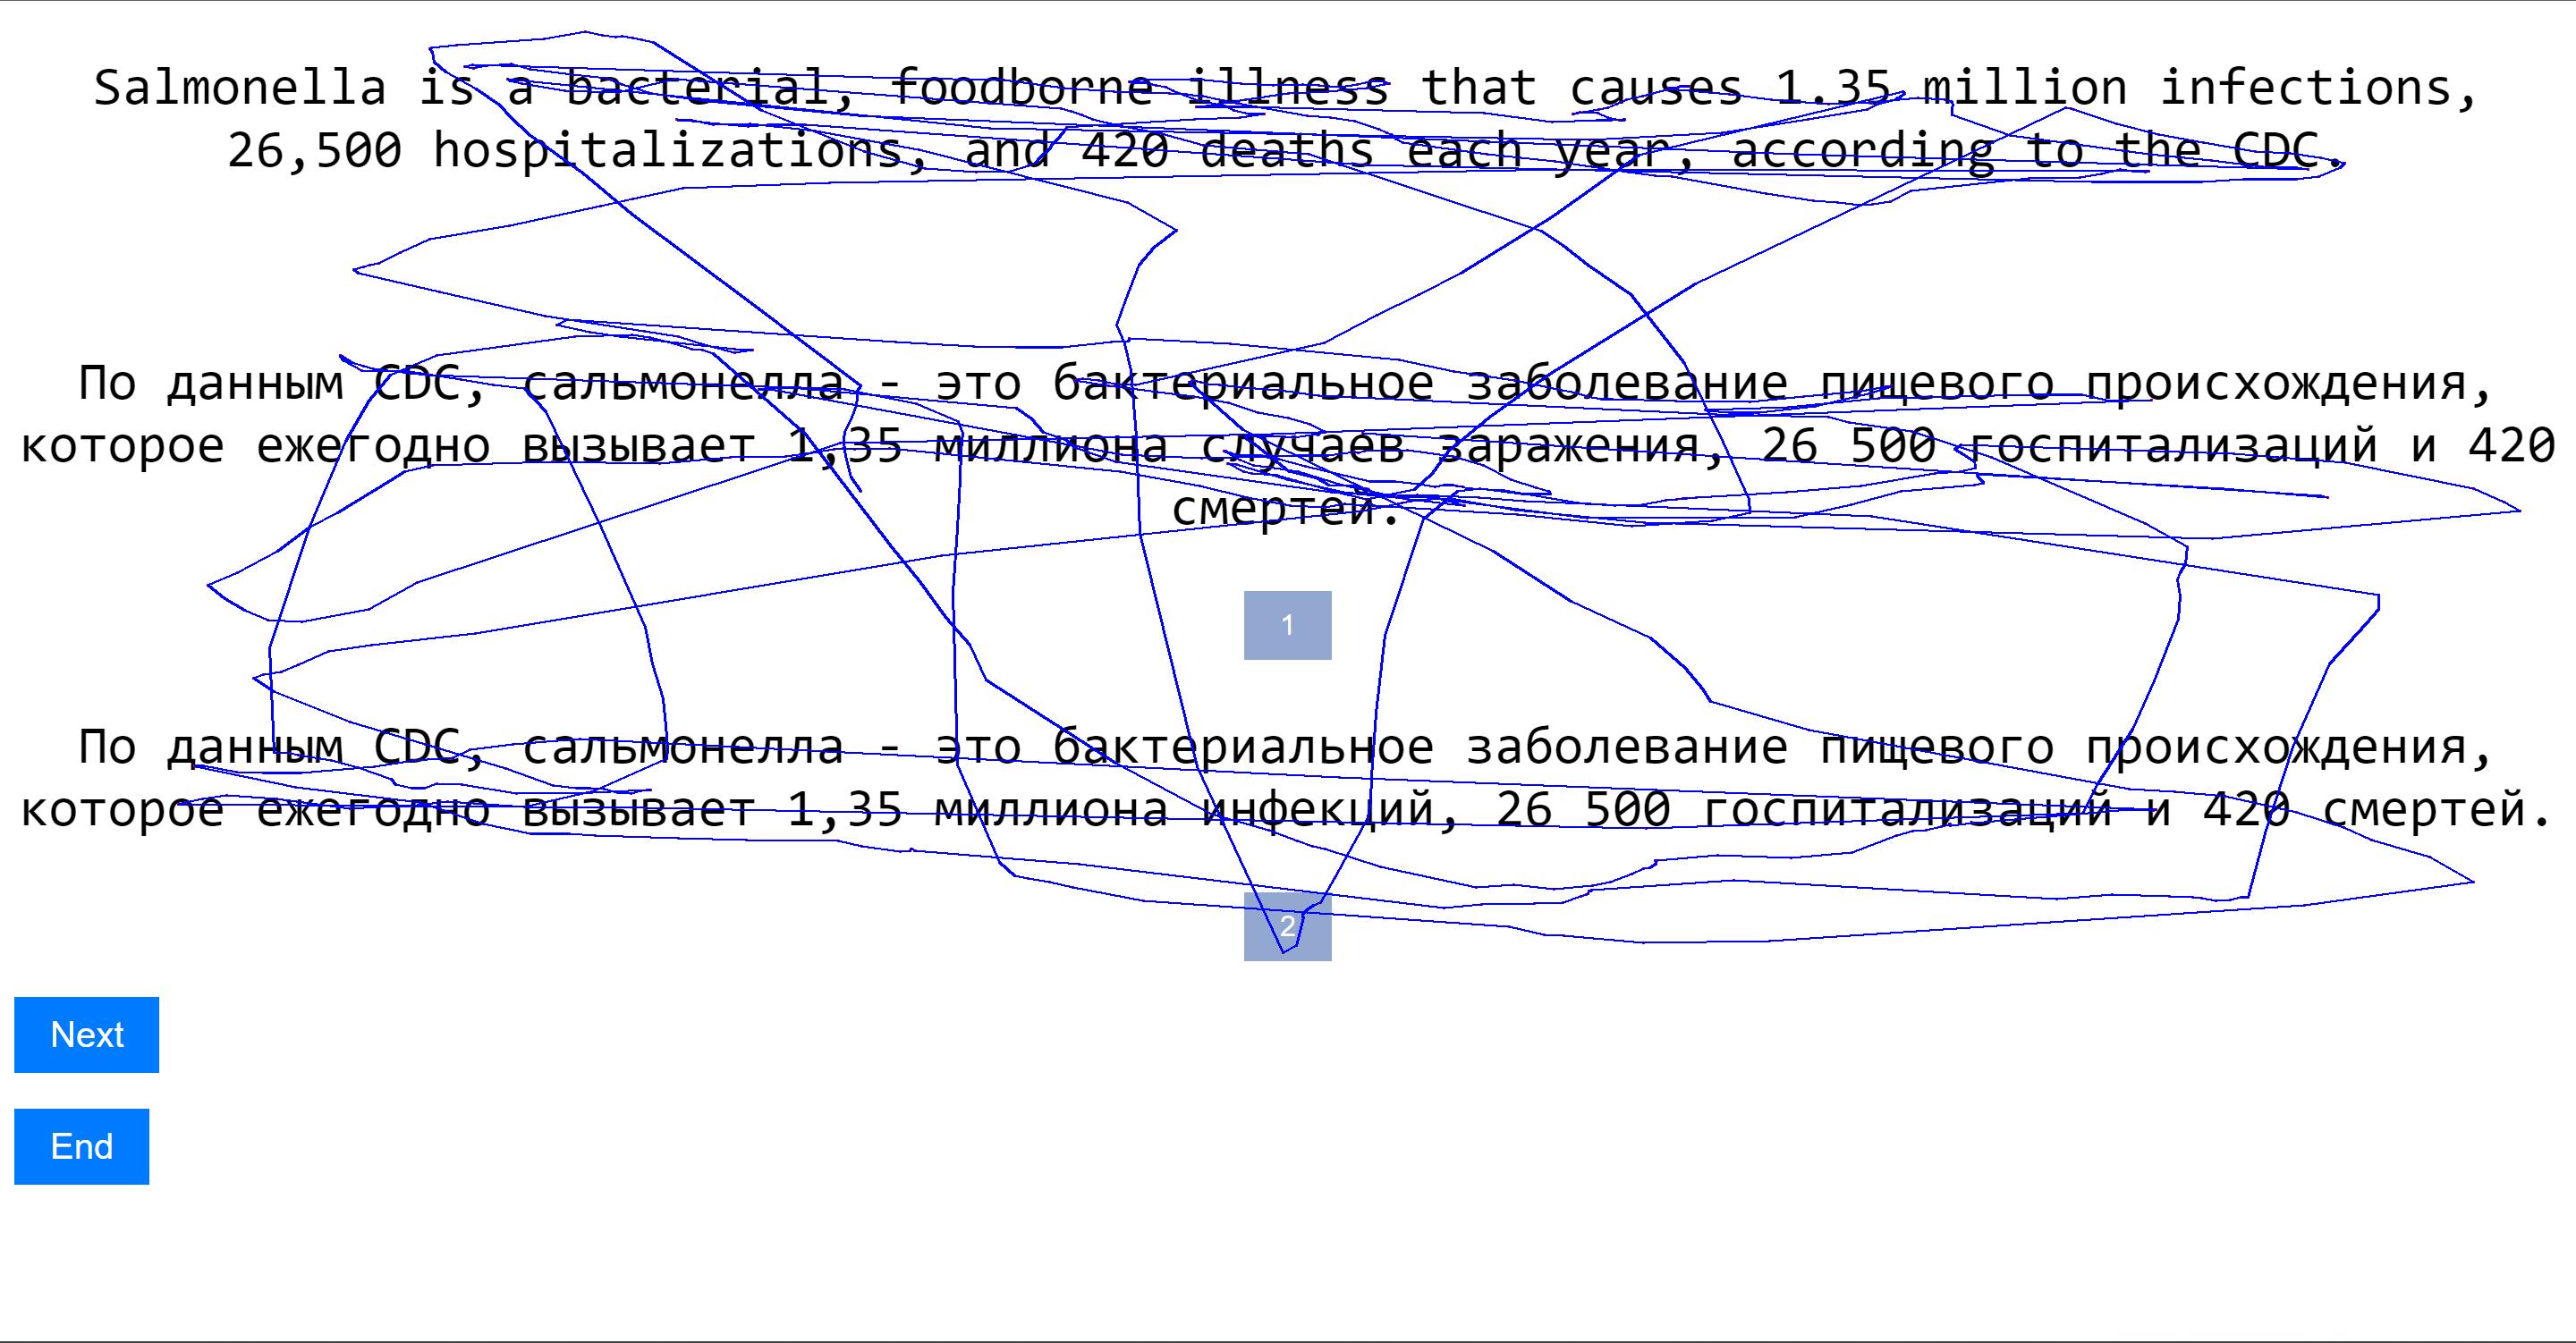 Salmonella is a bacterial, foodborne illness that causes 1.35 million infections,
26,500 hospitalizations, and 420 deaths each year, according to the CDC.
По данным CDC, сальмонелла - это бактериальное заболевание пищевого происхождения,
которое ежегодно вызывает 1,35 миллиона случаев заражения, 26 500 госпитализаций и 420
смертей.
1
По данным CDC, сальмонелла - это бактериальное заболевание пищевого происхождения,
которое ежегодно вызывает 1,35 миллиона инфекций, 26 500 госпитализаций и 420 смертей.
2
Next
End